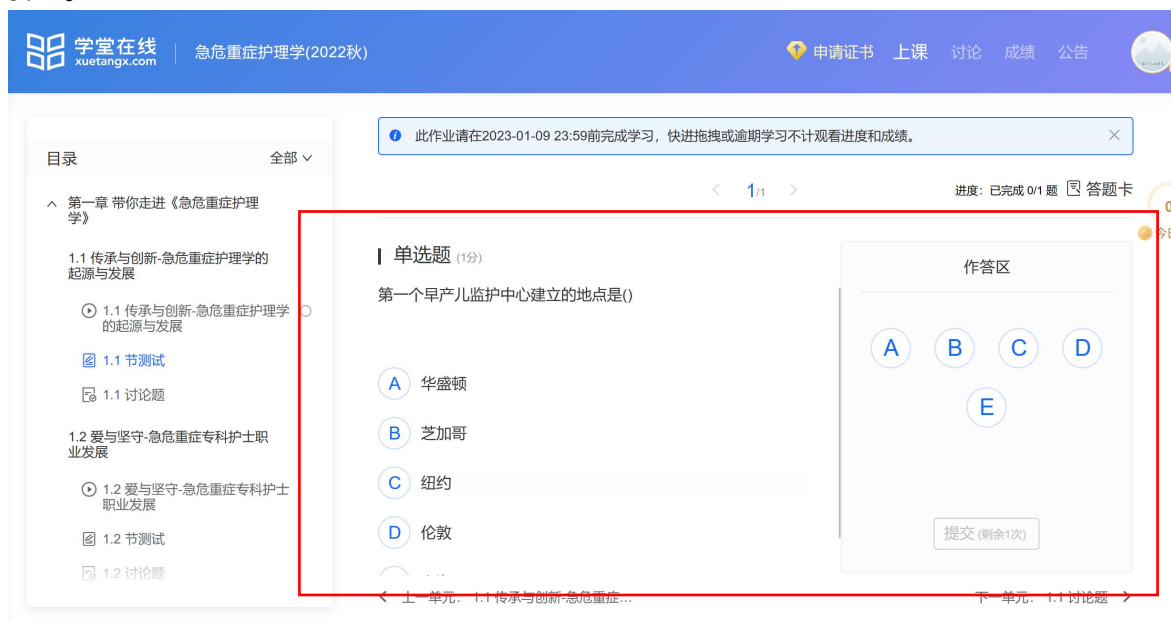 学堂在线
xuetangx.com
急危重症护理学(2022秋)
申请证书 上课 讨论 成绩 公告
此作业请在2023-01-09 23:59前完成学习，快进拖拽或逾期学习不计观看进度和成绩。
目录 全部
1/1
进度：已完成 0/1 题 答题卡
第一章 带你走进《急危重症护理
学》
1.1 传承与创新-急危重症护理学的
起源与发展
1.1 传承与创新-急危重症护理学
的起源与发展
1.1 节测试
1.1 讨论题
1.2 爱与坚守-急危重症专科护士职
业发展
1.2 爱与坚守-急危重症专科护士
职业发展
1.2 节测试
1.2 讨论题
单选题 (1分)
第一个早产儿监护中心建立的地点是()
A 华盛顿
B 芝加哥
C 纽约
D 伦敦
作答区
A B C D
E
提交 (剩余1次)
上一单元： 1.1 传承与创新-急危重症...
下一单元： 1.1 讨论题